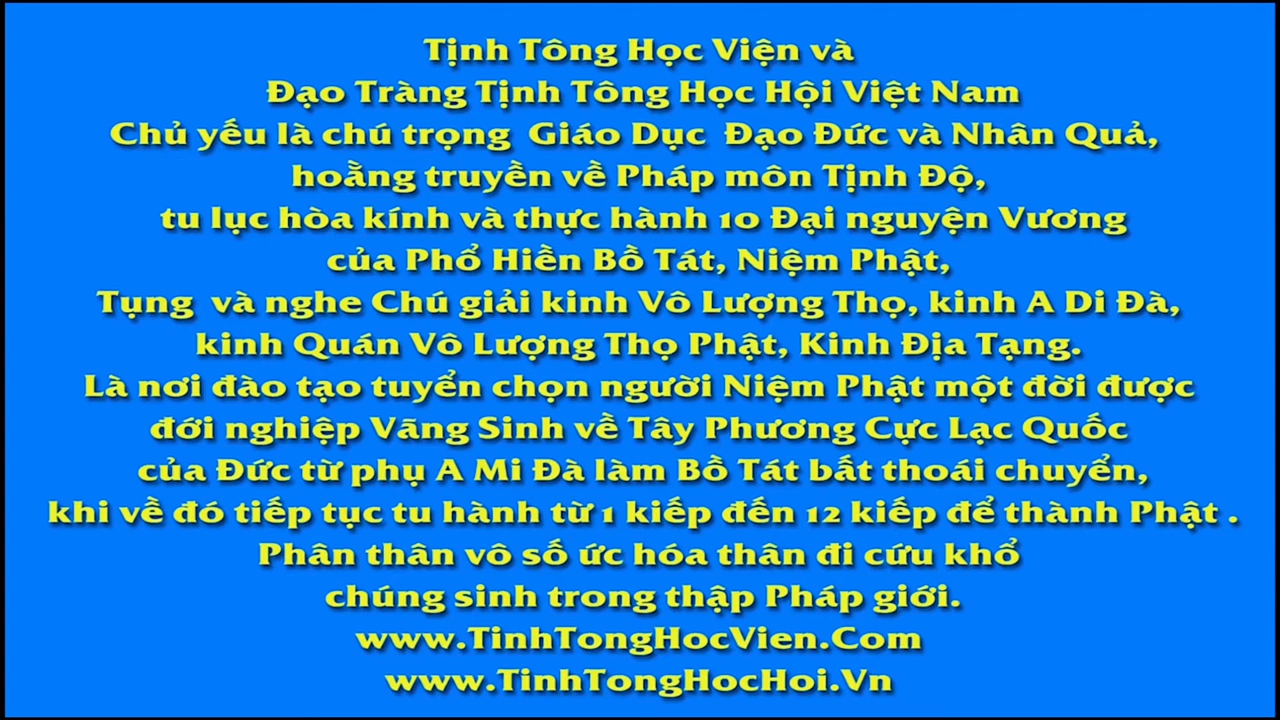 Tịnh Tông Học Viện và
Đạo Tràng Tịnh Tông Học Hội Việt Nam
Chủ yếu là chú trọng Giáo Dục Đạo Đức và Nhân Quả,
hoằng truyền về Pháp môn Tịnh Độ,
tu lục hòa kính và thực hành 10 Đại nguyện Vương
của Phổ Hiền Bồ Tát, Niệm Phật,
Tụng và nghe Chú giải kinh Vô Lượng Thọ, kinh A Di Đà,
kinh Quán Vô Lượng Thọ Phật, Kinh Địa Tạng.
Là nơi đào tạo tuyển chọn người Niệm Phật một đời được
đới nghiệp Vãng Sinh về Tây Phương Cực Lạc Quốc
của Đức từ phụ A Mi Đà làm Bồ Tát bất thoái chuyển,
khi về đó tiếp tục tu hành từ 1 kiếp đến 12 kiếp để thành Phật .
Phân thân vô số ức hóa thân đi cứu khổ
chúng sinh trong thập Pháp giới.
www.TinhTongHocVien.Com
www.TinhTongHocHoi.Vn